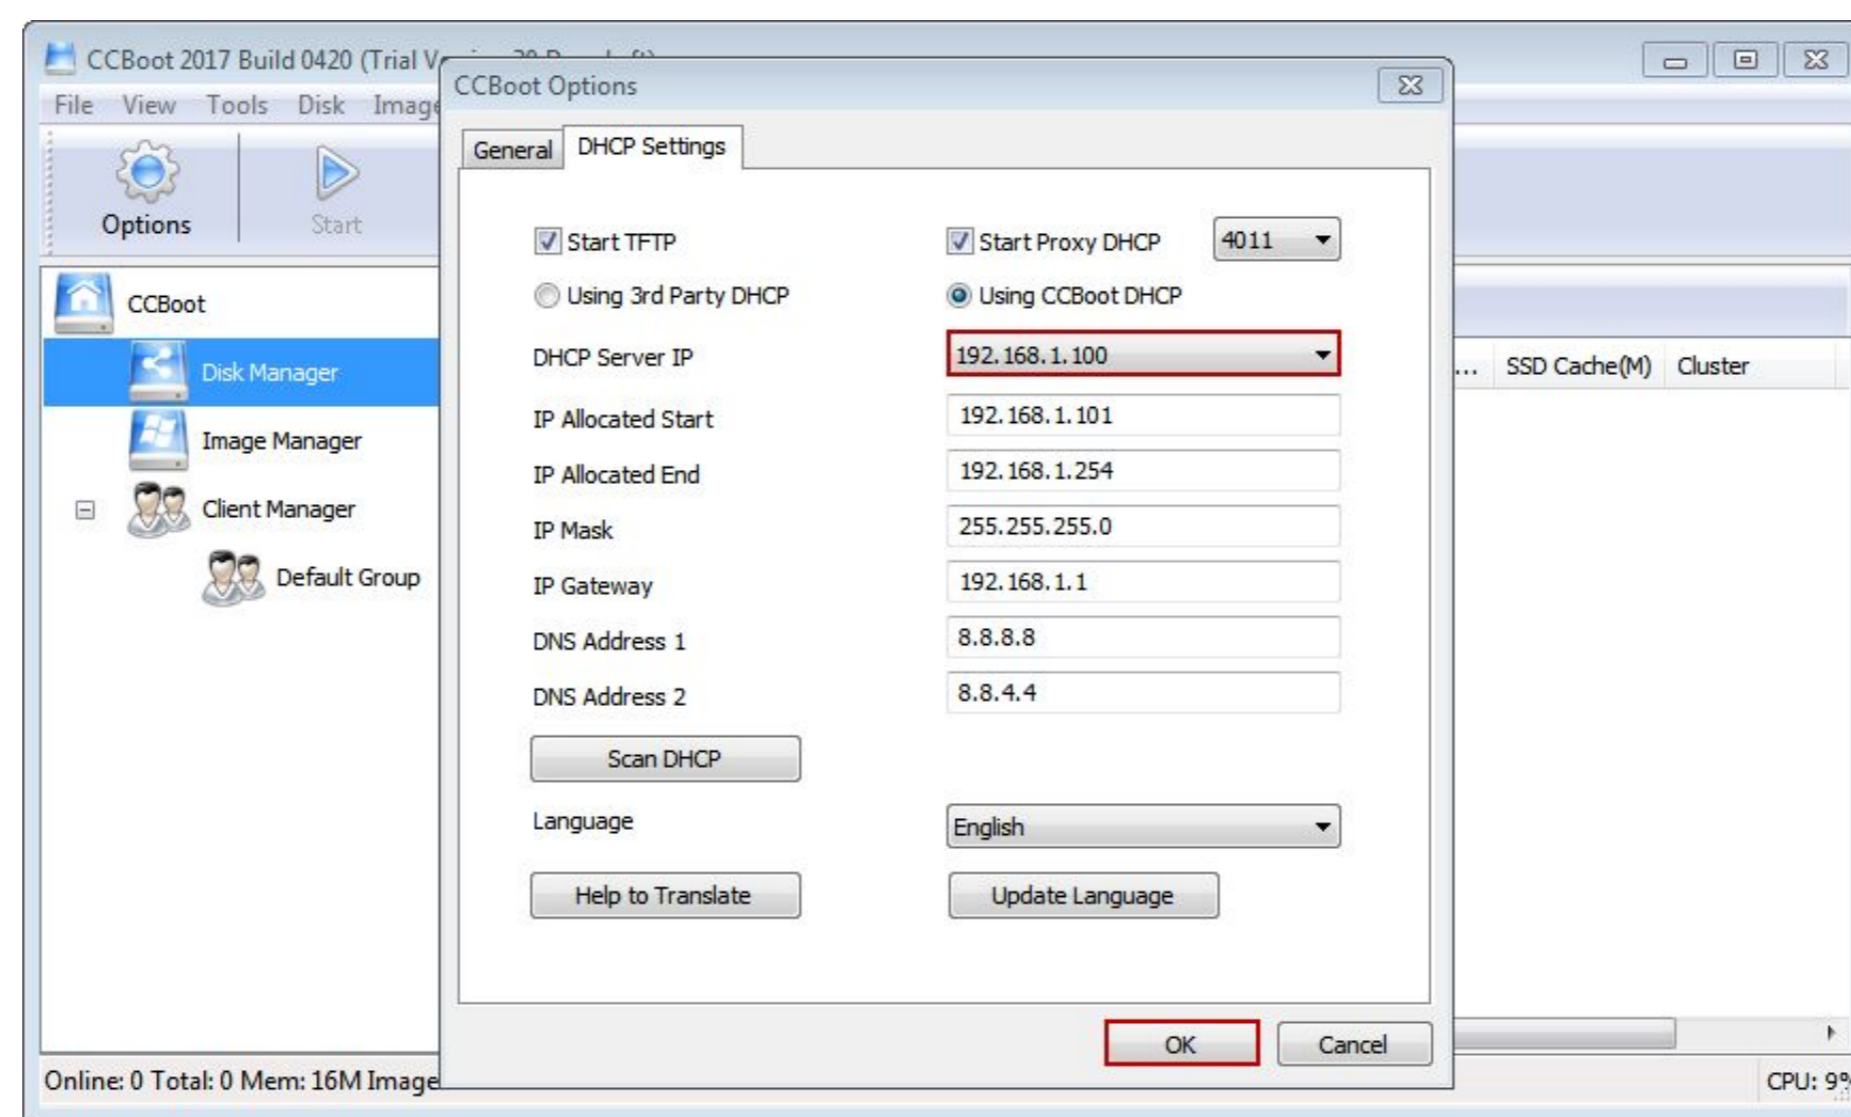 CCBoot 2017 Build 0420 (Trial
File View Tools Disk Image
Options
Start
CCBoot
Disk Manager
Image Manager
Client Manager
Default Group
CCBoot Options
General
DHCP Settings
Start TFTP
Start Proxy DHCP 4011
Using 3rd Party DHCP
Using CCBoot DHCP
DHCP Server IP 192.168.1.100
IP Allocated Start 192.168.1.101
IP Allocated End 192.168.1.254
IP Mask 255.255.255.0
IP Gateway 192.168.1.1
DNS Address 1 8.8.8.8
DNS Address 2 8.8.4.4
Scan DHCP
Language English
Help to Translate
Update Language
OK
Cancel
... SSD Cache(M) Cluster
Online: 0 Total: 0 Mem: 16M Image
CPU: 9%